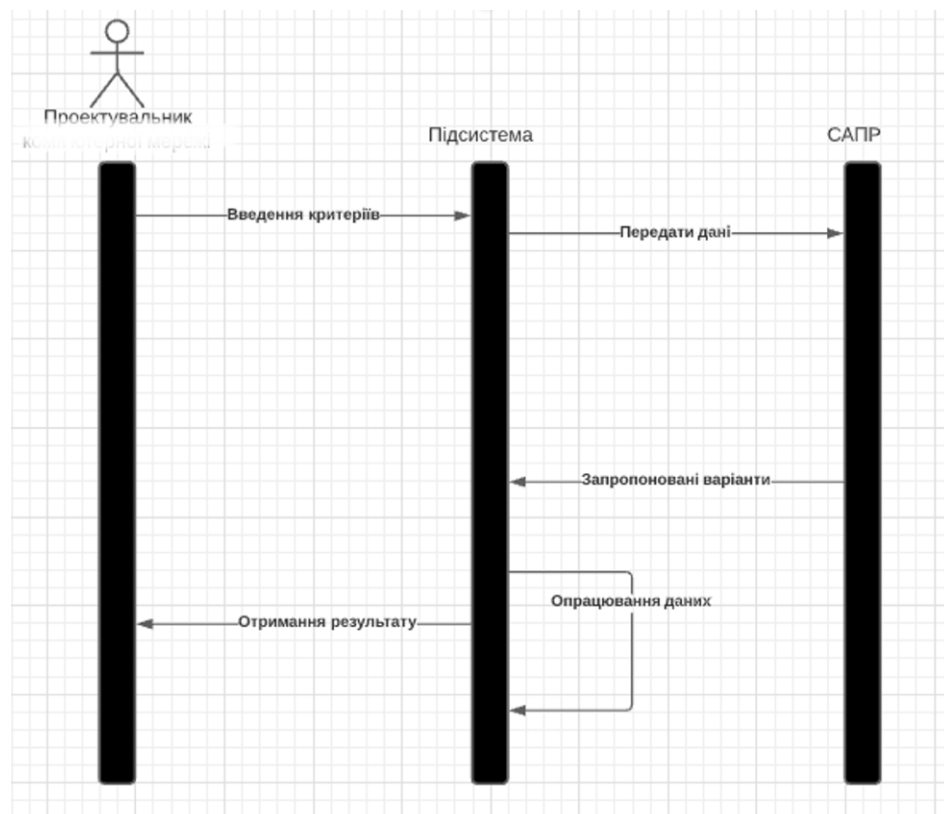 Проектувальник
Підсистема
САПР
Введення критеріїв
Передати дані
Запропоновані варіанти
Опрацювання даних
Отримання результату